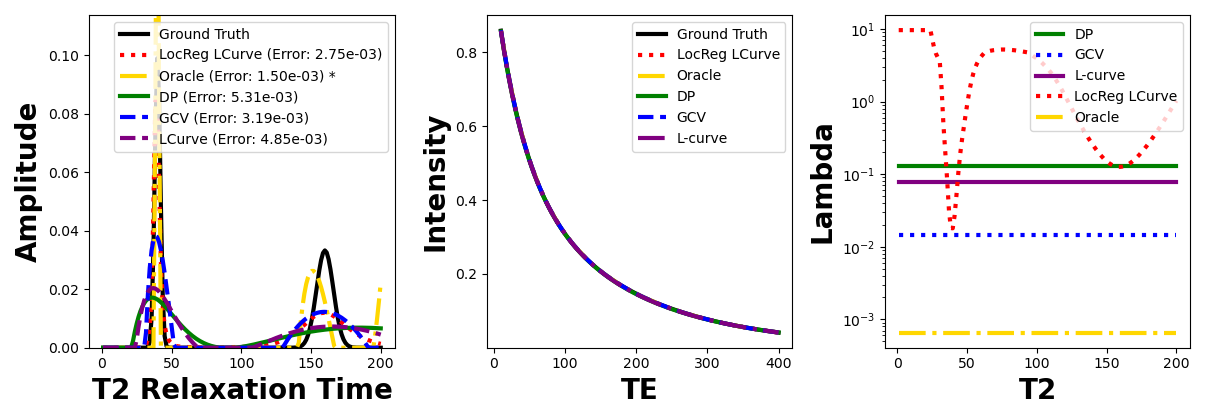 Amplitude
0.00
0.02
0.04
0.06
0.08
0.10
0
50
100
150
200
T2 Relaxation Time
Ground Truth
LocReg LCurve (Error: 2.75e-03)
Oracle (Error: 1.50e-03) *
DP (Error: 5.31e-03)
GCV (Error: 3.19e-03)
LCurve (Error: 4.85e-03)
Intensity
0.2
0.4
0.6
0.8
0
100
200
300
400
TE
Ground Truth
LocReg LCurve
Oracle
DP
GCV
L-curve
Lambda
10⁻³
10⁻²
10⁻¹
10⁰
10¹
0
50
100
150
200
T2
DP
GCV
L-curve
LocReg LCurve
Oracle